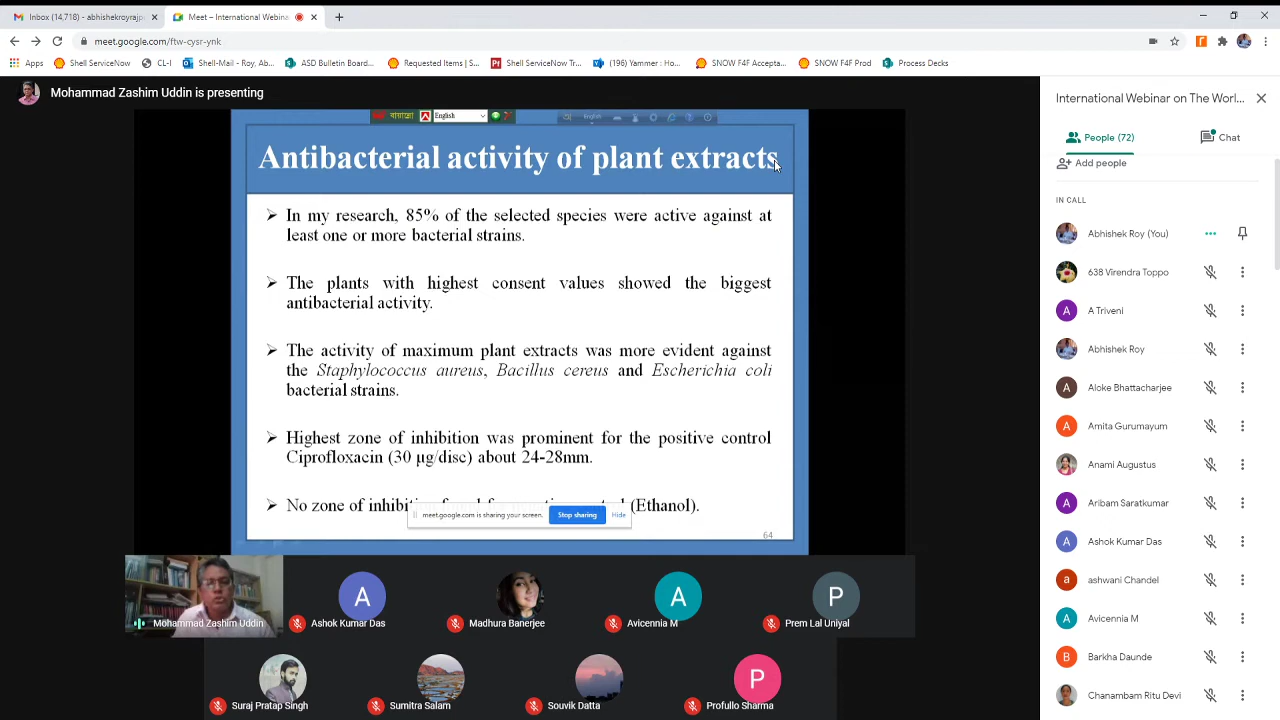 Inbox (14,718) - abhishekroyrajp
Meet – International Webina
meet.google.com/ftw-cysr-ynk
Apps
Shell ServiceNow
CL-I
Shell-Mail - Roy, Ab...
ASD Bulletin Board...
Requested Items | S...
Shell ServiceNow Tr...
(196) Yammer : Ho...
SNOW F4F Accepta...
SNOW F4F Prod
Process Decks
Mohammad Zashim Uddin is presenting
English
English
Antibacterial activity of plant extracts
In my research, 85% of the selected species were active against at
least one or more bacterial strains.
The plants with highest consent values showed the biggest
antibacterial activity.
The activity of maximum plant extracts was more evident against
the Staphylococcus aureus, Bacillus cereus and Escherichia coli
bacterial strains.
Highest zone of inhibition was prominent for the positive control
Ciprofloxacin (30 µg/disc) about 24-28mm.
No zone of (Ethanol).
meet.google.com is sharing your screen.
Stop sharing
Hide
64
Mohammad Zashim Uddin
A
Ashok Kumar Das
Madhura Banerjee
A
Avicennia M
P
Prem Lal Uniyal
Suraj Pratap Singh
Sumitra Salam
Souvik Datta
P
Profullo Sharma
International Webinar on The Worl...
People (72)
Chat
Add people
IN CALL
Abhishek Roy (You)
638 Virendra Toppo
A
A Triveni
Abhishek Roy
A
Aloke Bhattacharjee
A
Amita Gurumayum
Anami Augustus
A
Aribam Saratkumar
A
Ashok Kumar Das
a
ashwani Chandel
A
Avicennia M
B
Barkha Daunde
Chanambam Ritu Devi